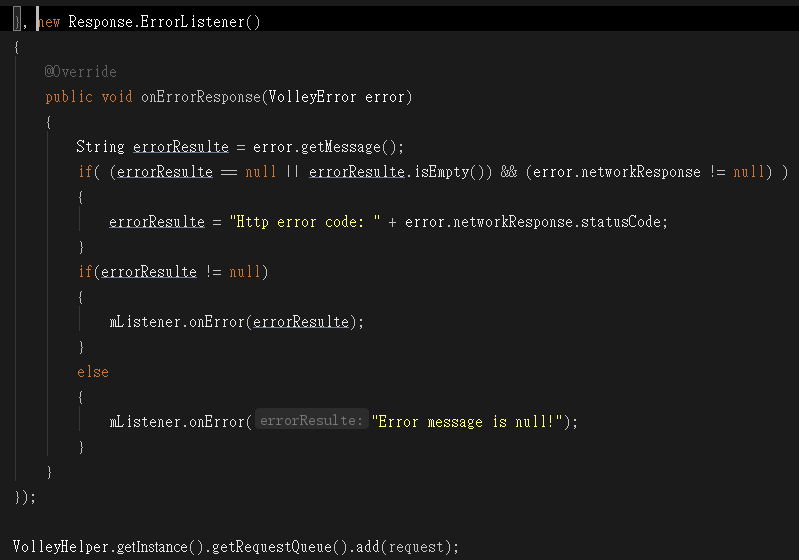 }, new Response.ErrorListener()
{
@Override
public void onErrorResponse(VolleyError error)
{
String errorResulte = error.getMessage();
if( (errorResulte == null || errorResulte.isEmpty()) && (error.networkResponse != null) )
{
errorResulte = "Http error code: " + error.networkResponse.statusCode;
}
if(errorResulte != null)
{
mListener.onError(errorResulte);
}
else
{
mListener.onError( errorResulte: "Error message is null!");
}
}
});
VolleyHelper.getInstance().getRequestQueue().add(request);